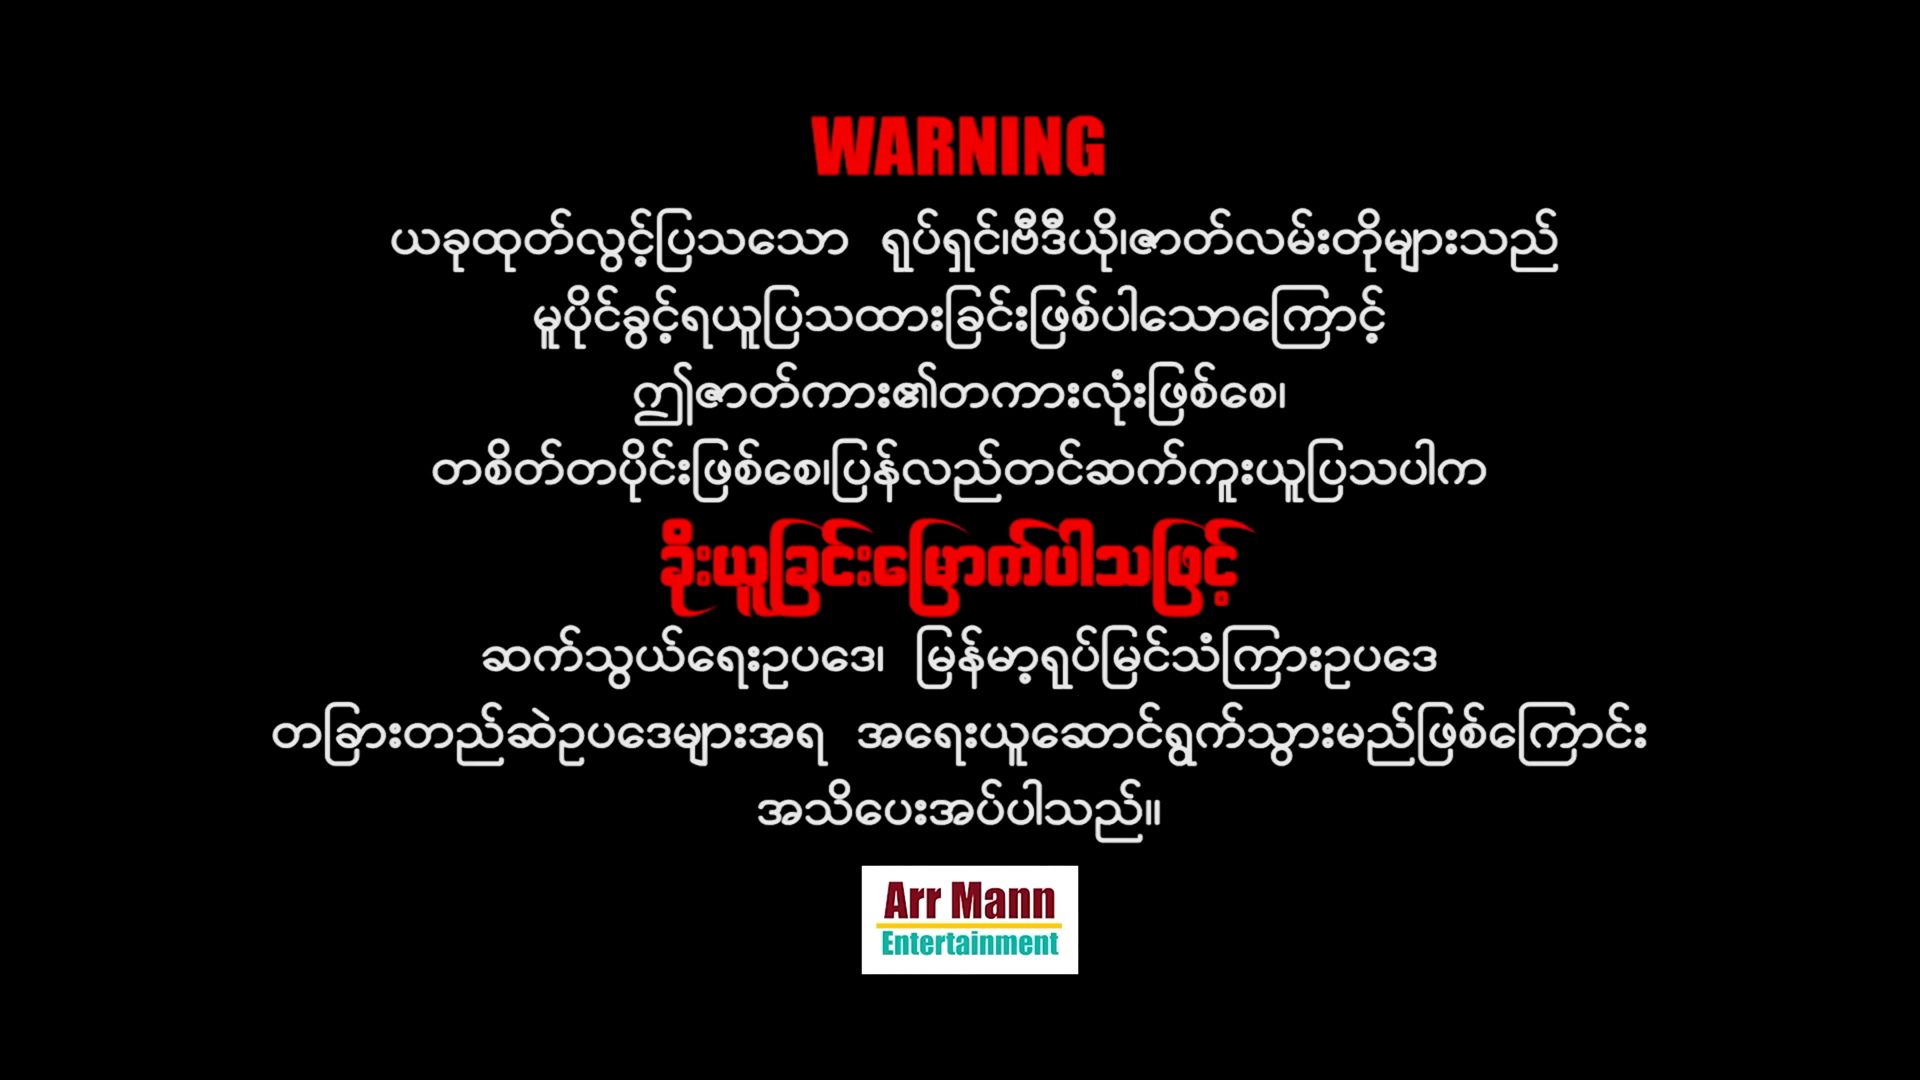 WARNING
ယခုထုတ်လွှင့်ပြသသော ရုပ်ရှင်၊ဗီဒီယို၊ဇာတ်လမ်းတိုများသည်
မူပိုင်ခွင့်ရယူပြသထားခြင်းဖြစ်ပါသောကြောင့်
ဤဇာတ်ကား၏တကားလုံးဖြစ်စေ၊
တစိတ်တပိုင်းဖြစ်စေ၊ပြန်လည်တင်ဆက်ကူးယူပြသပါက
ခိုးယူခြင်းမြောက်ပါသဖြင့်
ဆက်သွယ်ရေးဥပဒေ၊ မြန်မာ့ရုပ်မြင်သံကြားဥပဒေ
တခြားတည်ဆဲဥပဒေများအရ အရေးယူဆောင်ရွက်သွားမည်ဖြစ်ကြောင်း
အသိပေးအပ်ပါသည်။
Arr Mann
Entertainment